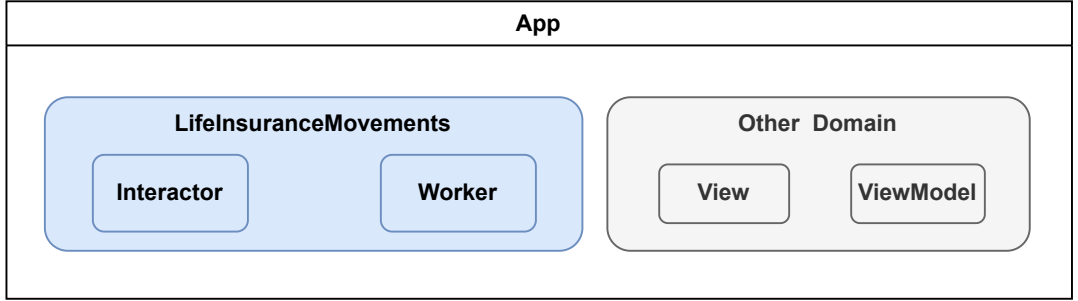 App
LifeInsuranceMovements
Other Domain
Interactor
Worker
View
ViewModel